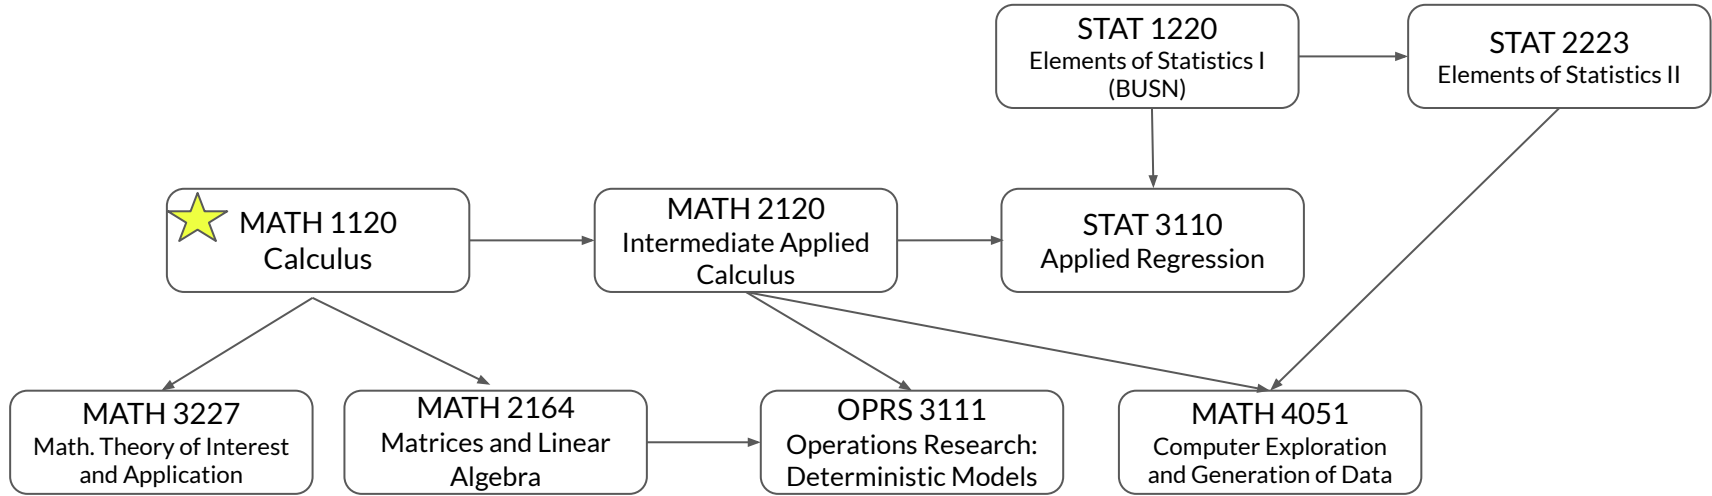 STAT 1220
Elements of Statistics I
(BUSN)
STAT 2223
Elements of Statistics II
MATH 1120
Calculus
MATH 2120
Intermediate Applied
Calculus
STAT 3110
Applied Regression
MATH 3227
Math. Theory of Interest
and Application
MATH 2164
Matrices and Linear
Algebra
OPRS 3111
Operations Research:
Deterministic Models
MATH 4051
Computer Exploration
and Generation of Data